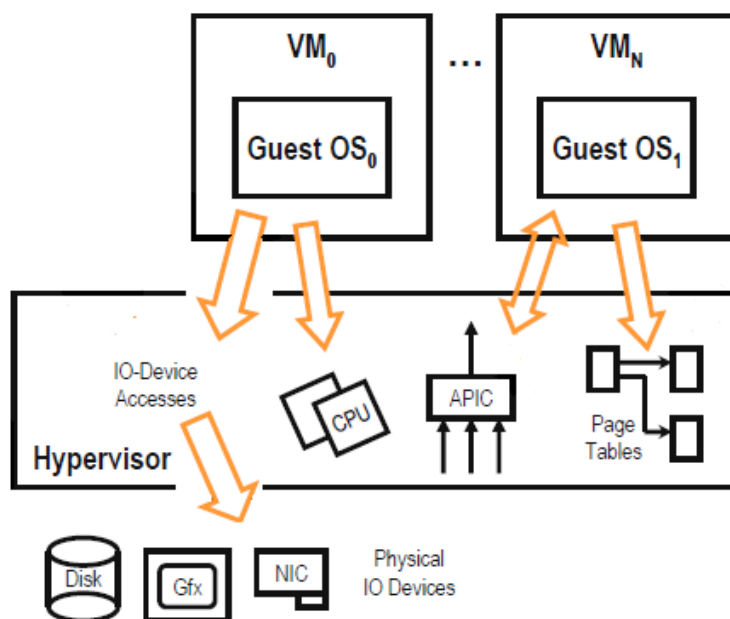 VM₀
...
VM_N
Guest OS₀
Guest OS₁
IO-Device
Accesses
CPU
APIC
Page
Tables
Hypervisor
Disk
Gfx
NIC
Physical
IO Devices